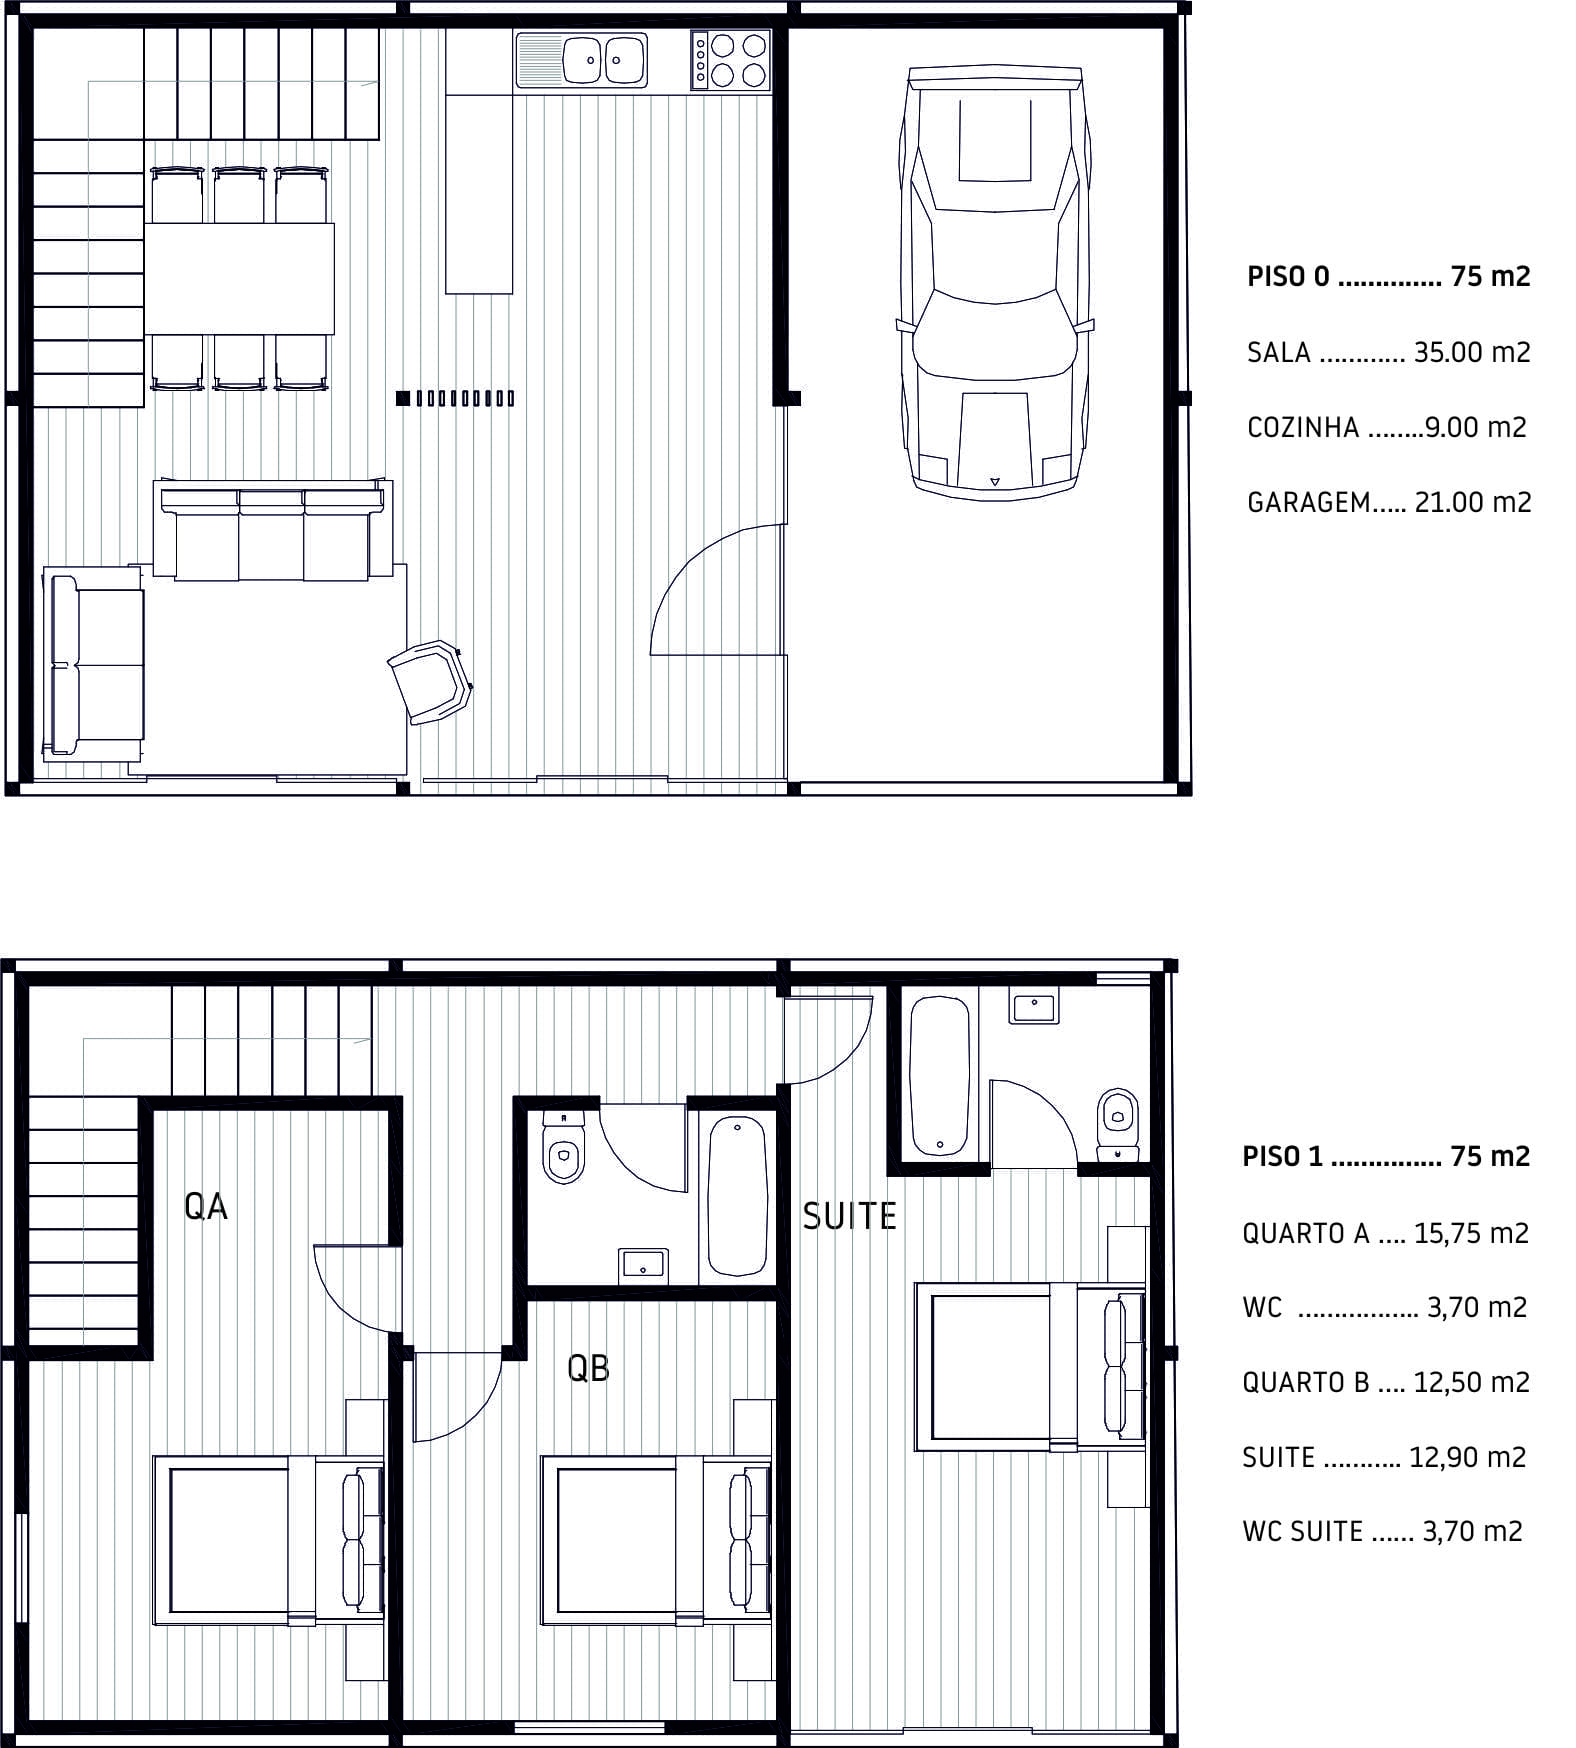 PISO 0 .............. 75 m2
SALA ............ 35.00 m2
COZINHA ........9.00 m2
GARAGEM..... 21.00 m2
QA
QB
SUITE
PISO 1 ............... 75 m2
QUARTO A .... 15,75 m2
WC ................. 3,70 m2
QUARTO B .... 12,50 m2
SUITE ........... 12,90 m2
WC SUITE ...... 3,70 m2